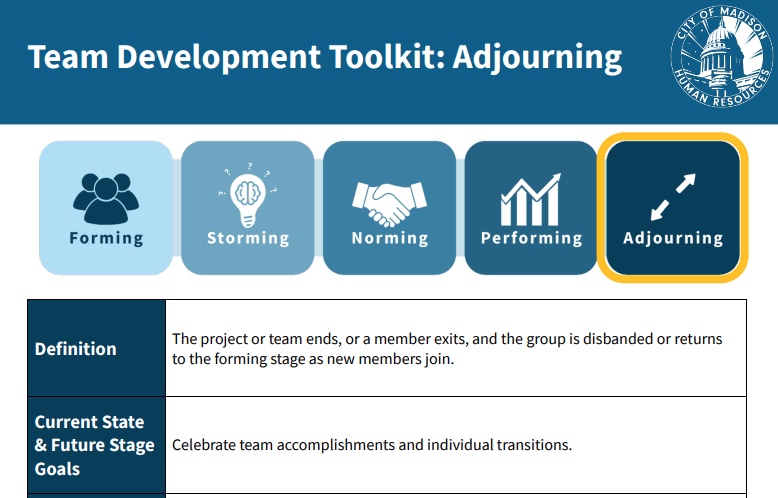 Team Development Toolkit: Adjourning
CITY OF MADISON
HUMAN RESOURCES
? ? ? ? ?
Forming
Storming
Norming
Performing
Adjourning
Definition
The project or team ends, or a member exits, and the group is disbanded or returns
to the forming stage as new members join.
Current State
& Future Stage
Goals
Celebrate team accomplishments and individual transitions.